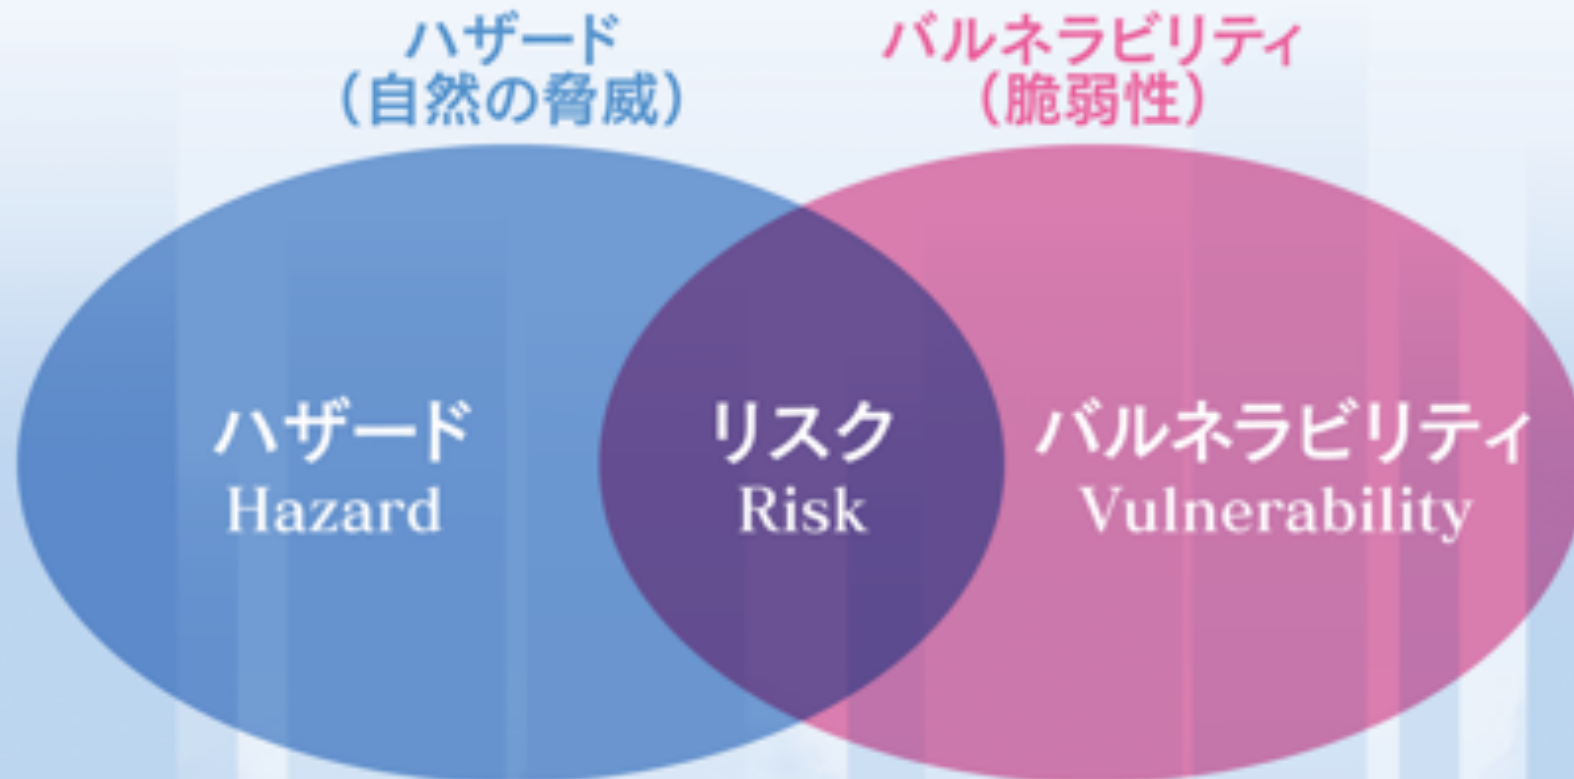 ハザード
（自然の脅威）
バルネラビリティ
（脆弱性）
ハザード
Hazard
リスク
Risk
バルネラビリティ
Vulnerability